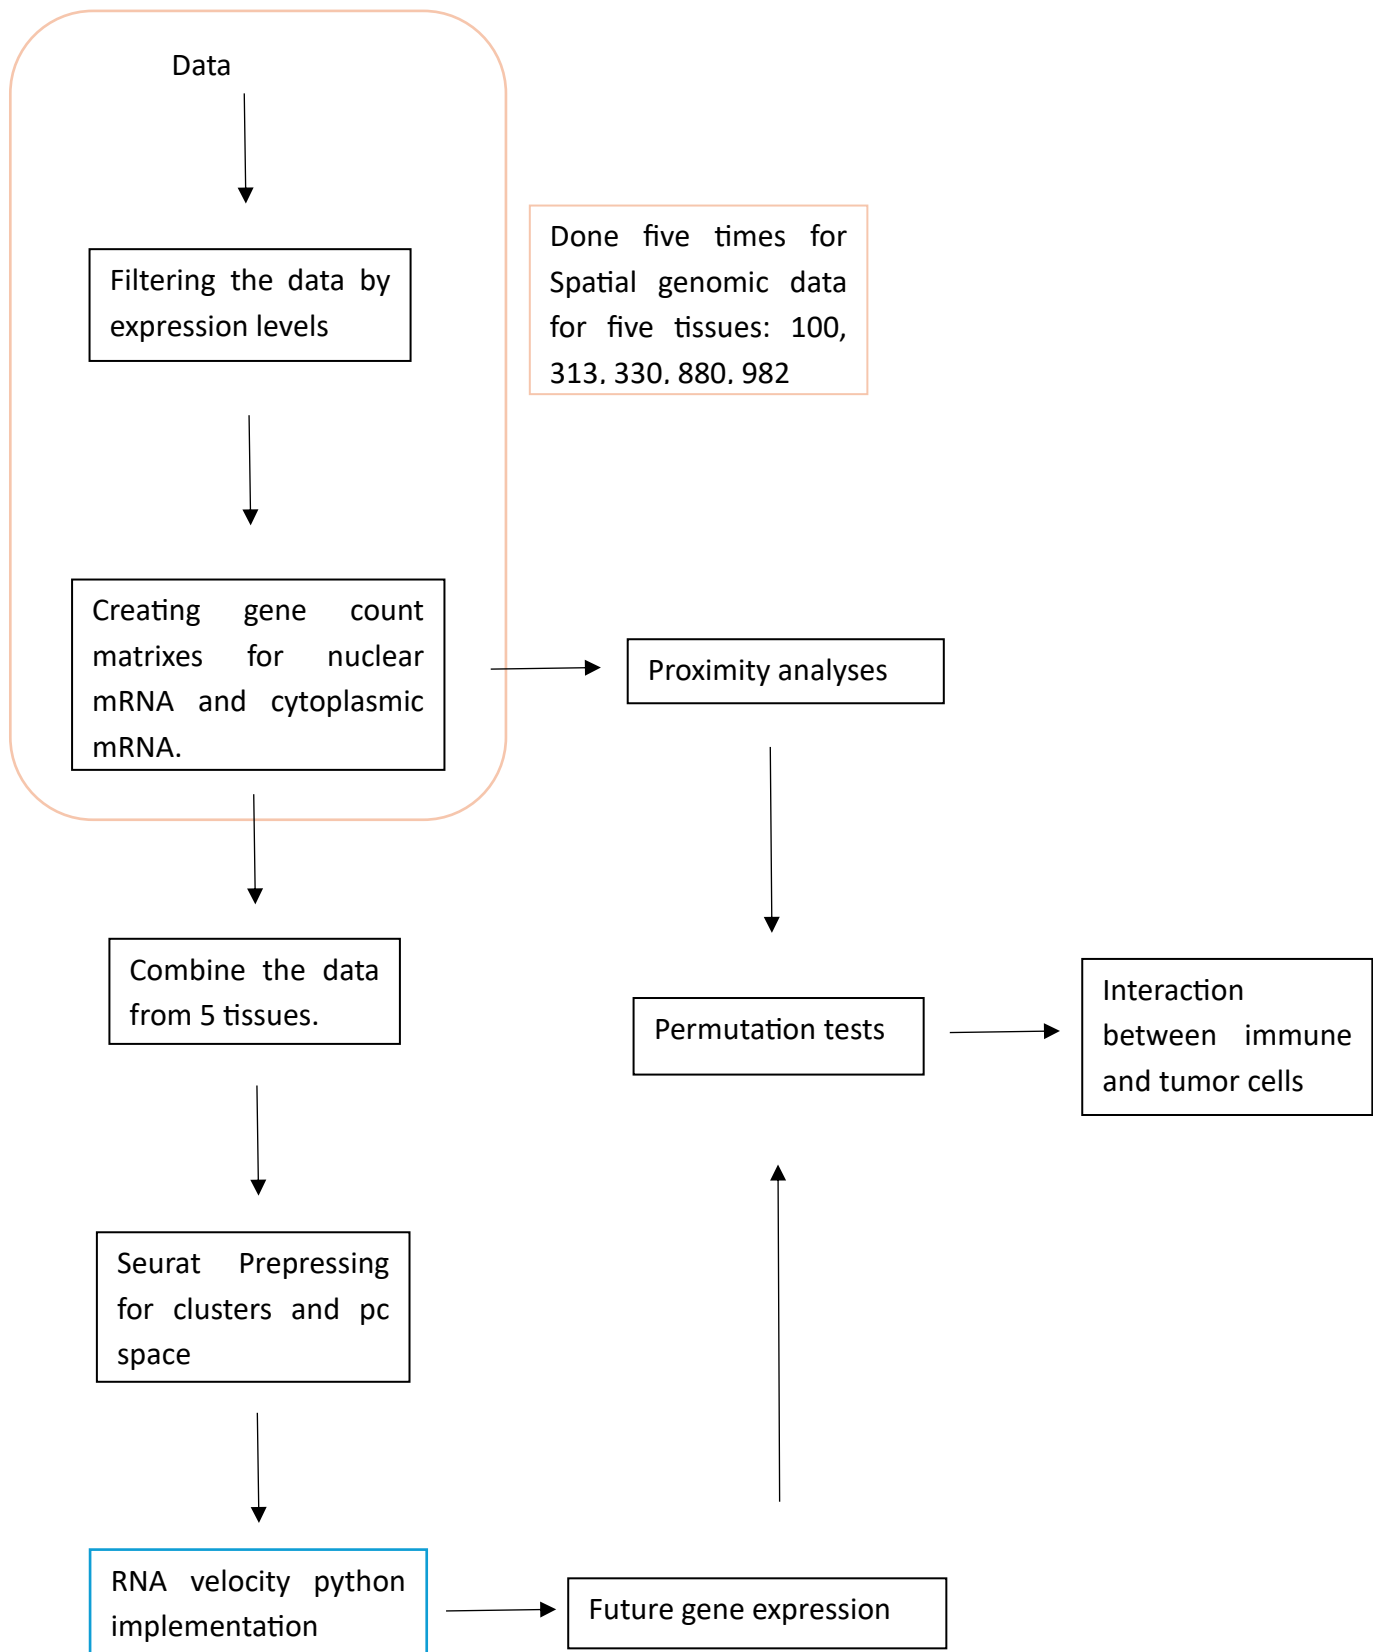 Data
Filtering the data by
expression levels
Done five times for
Spatial genomic data
for five tissues: 100,
313, 330, 880, 982
Creating gene count
matrixes for nuclear
mRNA and cytoplasmic
mRNA.
Proximity analyses
Combine the data
from 5 tissues.
Permutation tests
Interaction
between immune
and tumor cells
Seurat Prepressing
for clusters and pc
space
RNA velocity python
implementation
Future gene expression